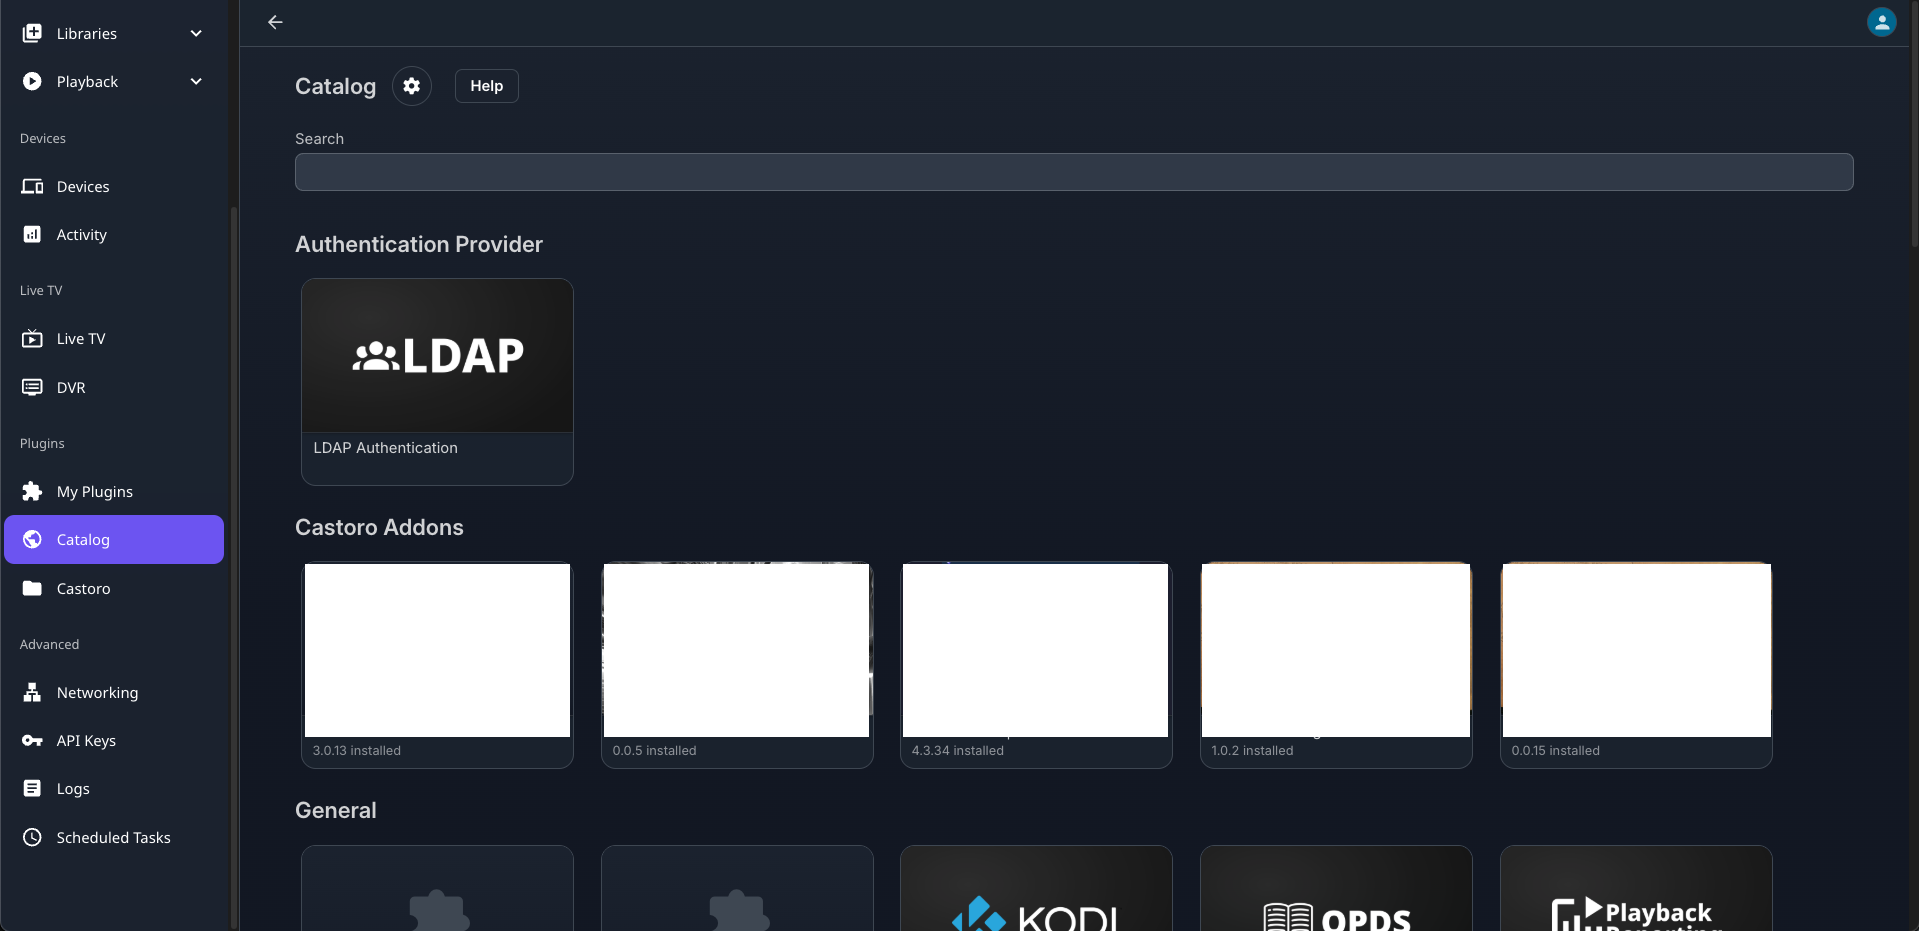 Libraries
Playback
Devices
Devices
Activity
Live TV
Live TV
DVR
Plugins
My Plugins
Catalog
Castoro
Advanced
Networking
API Keys
Logs
Scheduled Tasks
Catalog
Help
Search
Authentication Provider
LDAP
LDAP Authentication
Castoro Addons
3.0.13 installed
0.0.5 installed
4.3.34 installed
1.0.2 installed
0.0.15 installed
General
KODI
OPDS
Playback
Reporting